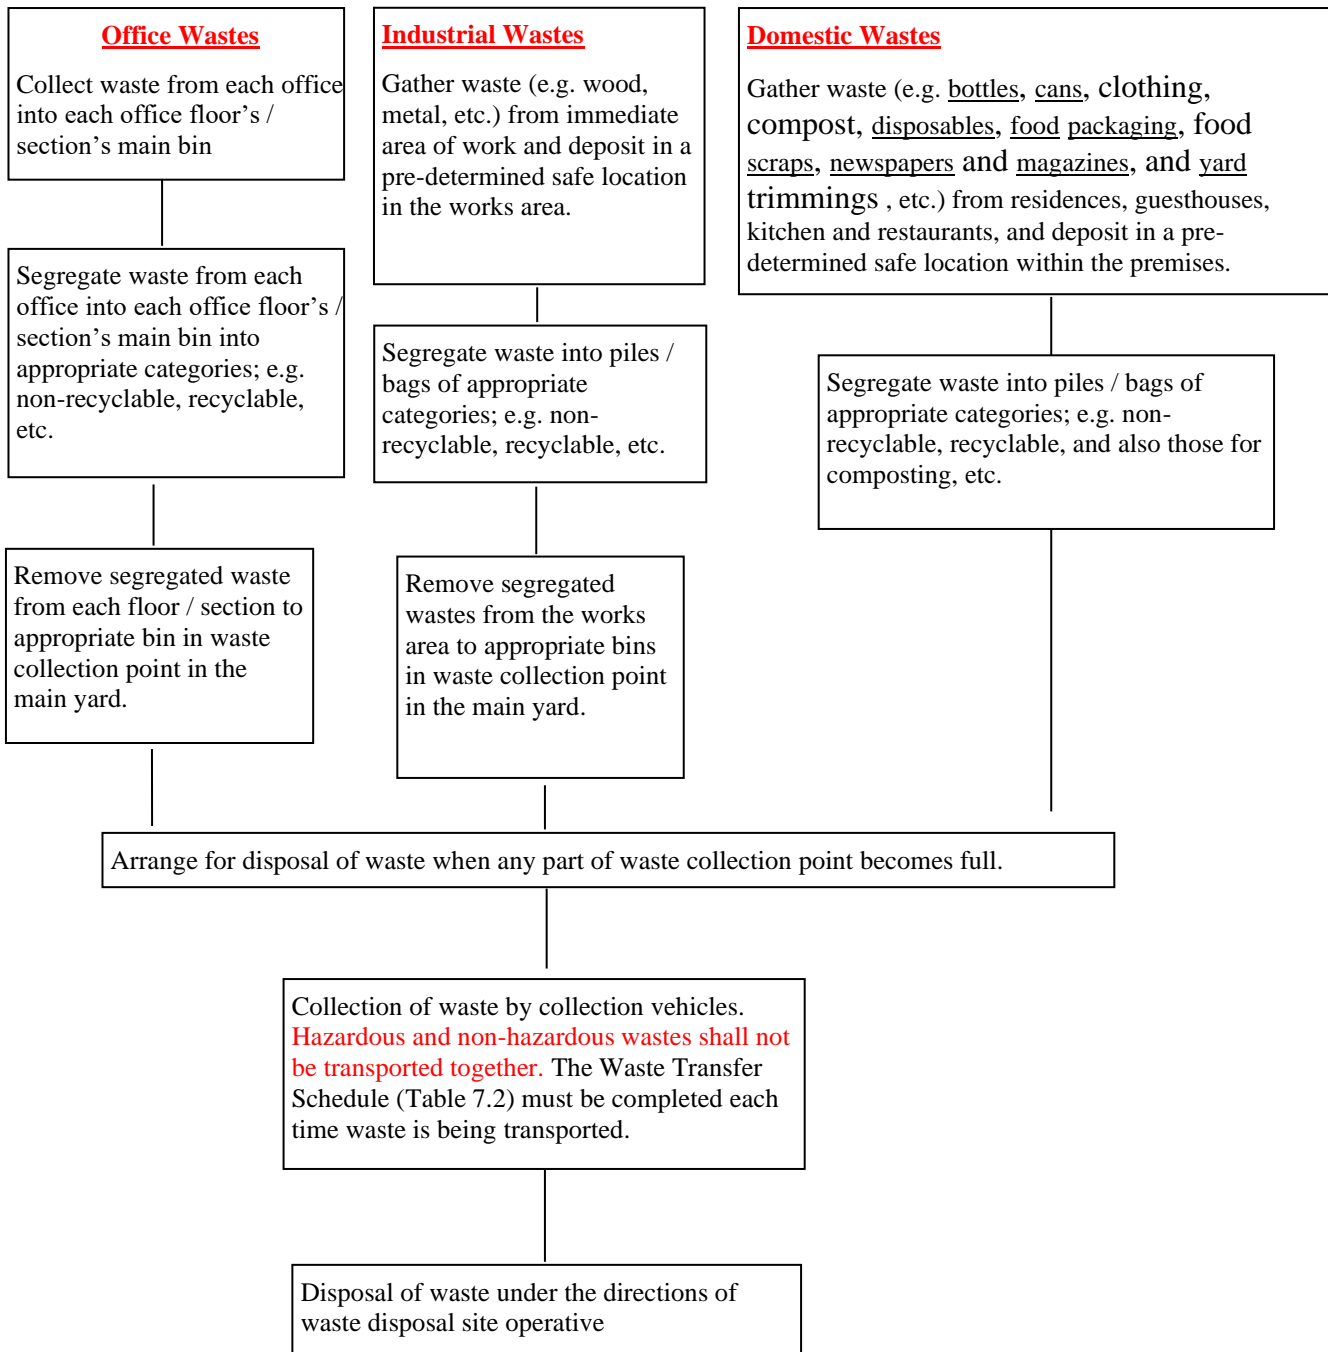 Office Wastes
Collect waste from each office
into each office floor's /
section's main bin
Segregate waste from each
office into each office floor's /
section's main bin into
appropriate categories; e.g.
non-recyclable, recyclable,
etc.
Remove segregated waste
from each floor / section to
appropriate bin in waste
collection point in the
main yard.
Industrial Wastes
Gather waste (e.g. wood,
metal, etc.) from immediate
area of work and deposit in a
pre-determined safe location
in the works area.
Segregate waste into piles /
bags of appropriate
categories; e.g. non-
recyclable, recyclable, etc.
Remove segregated
wastes from the works
area to appropriate bins
in waste collection point
in the main yard.
Domestic Wastes
Gather waste (e.g. bottles, cans, clothing,
compost, disposables, food packaging, food
scraps, newspapers and magazines, and yard
trimmings , etc.) from residences, guesthouses,
kitchen and restaurants, and deposit in a pre-
determined safe location within the premises.
Segregate waste into piles / bags of
appropriate categories; e.g. non-
recyclable, recyclable, and also those for
composting, etc.
Arrange for disposal of waste when any part of waste collection point becomes full.
Collection of waste by collection vehicles.
Hazardous and non-hazardous wastes shall not
be transported together. The Waste Transfer
Schedule (Table 7.2) must be completed each
time waste is being transported.
Disposal of waste under the directions of
waste disposal site operative